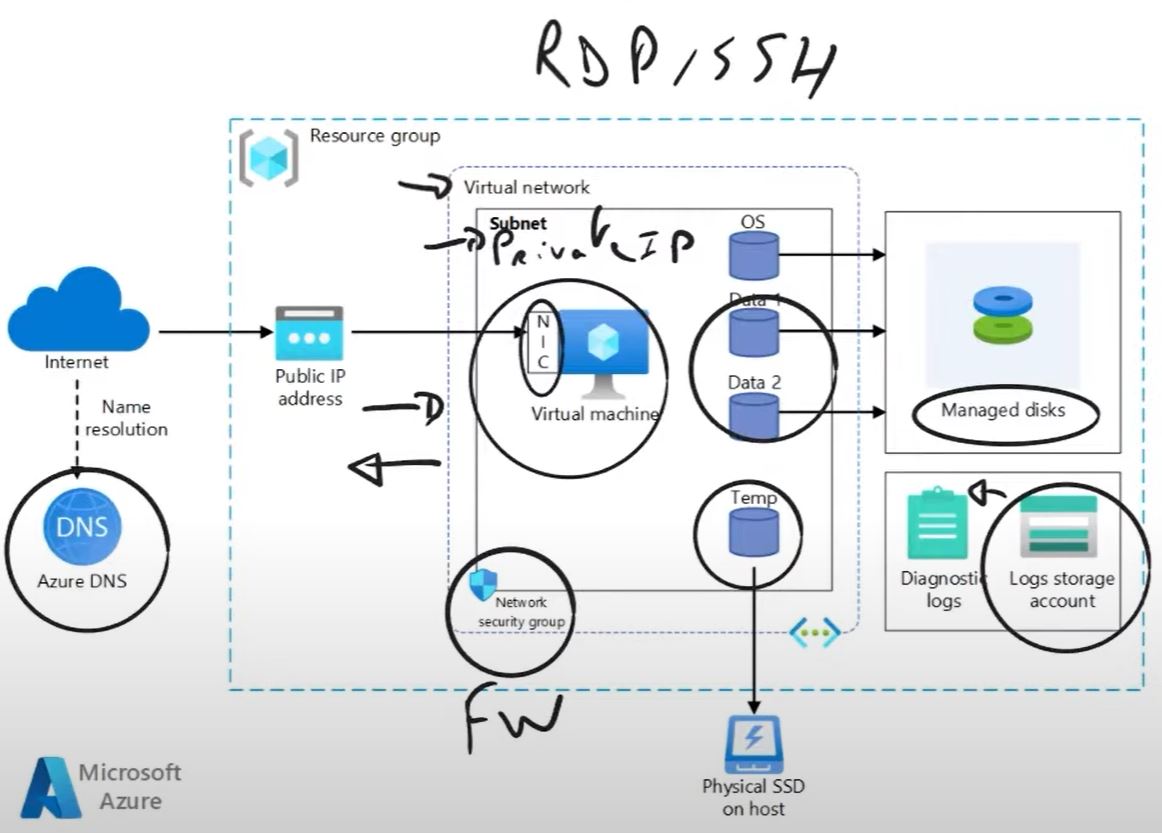 RDP/SSH
Resource group
Virtual network
Subnet
Private IP
OS
Data 1
Data 2
Temp
NIC
Virtual machine
Internet
Name
resolution
DNS
Azure DNS
Public IP
address
Managed disks
Diagnostic
logs
Logs storage
account
Network
security group
FW
Physical SSD
on host
Microsoft
Azure